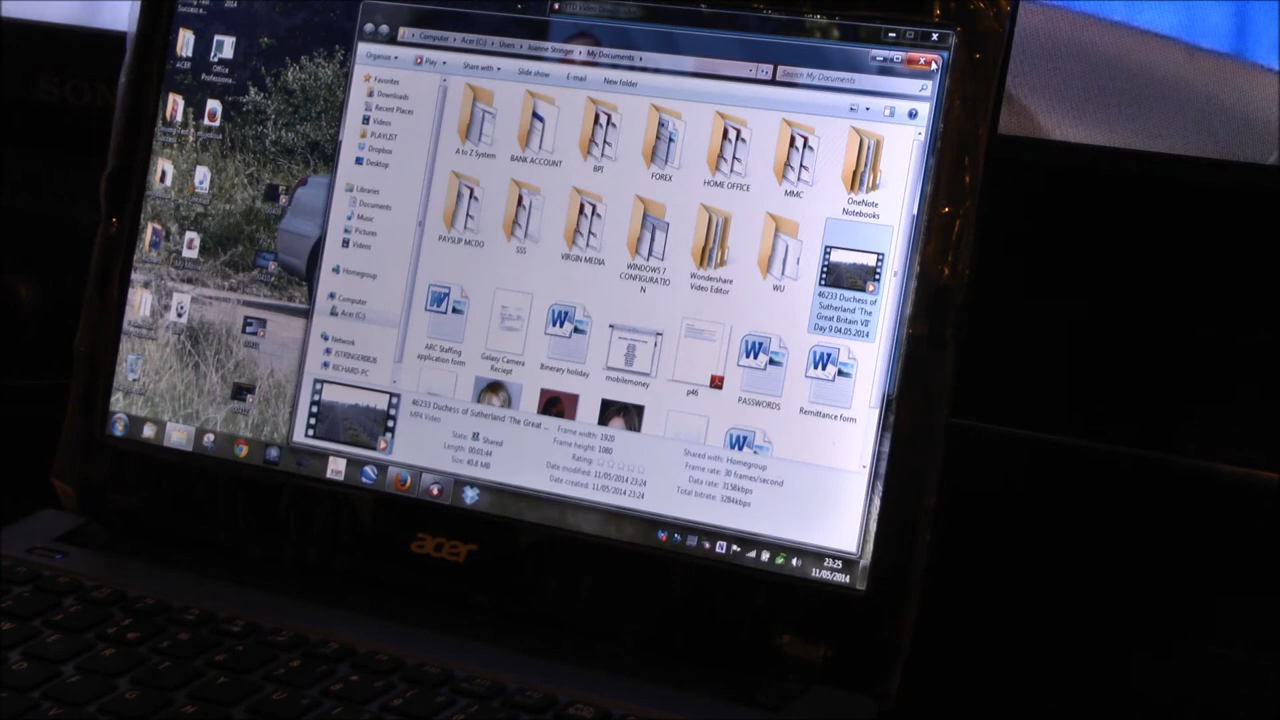 2014
ACER
Office
Professional...
YTD Video Down
Computer
Acer (C:)
Users
Joanne Stringer
My Documents
Search My Documents
Organize
Play
Share with
Slide show
E-mail
New folder
Favorites
Downloads
Recent Places
Videos
PLAYLIST
Dropbox
Desktop
Libraries
Documents
Music
Pictures
Videos
Homegroup
Computer
Acer (C:)
Network
JSTRINGER0826
RICHARD-PC
A to Z System
BANK ACCOUNT
BPI
FOREX
HOME OFFICE
MMC
OneNote
Notebooks
PAYSLIP MCDO
SSS
VIRGIN MEDIA
WINDOWS 7
CONFIGURATIO
N
Wondershare
Video Editor
WU
46233 Duchess of
Sutherland 'The
Great Britain VII'
Day 9 04.05.2014
ARC Staffing
application form
Galaxy Camera
Reciept
Itinerary holiday
mobilemoney
p46
PASSWORDS
Remittance form
46233 Duchess of Sutherland 'The Great ...
MP4 Video
State: Shared
Length: 00:01:44
Size: 40.8 MB
Frame width: 1920
Frame height: 1080
Rating:
Date modified: 11/05/2014 23:24
Date created: 11/05/2014 23:24
Shared with: Homegroup
Frame rate: 30 frames/second
Data rate: 3158kbps
Total bitrate: 3284kbps
23:25
11/05/2014
acer